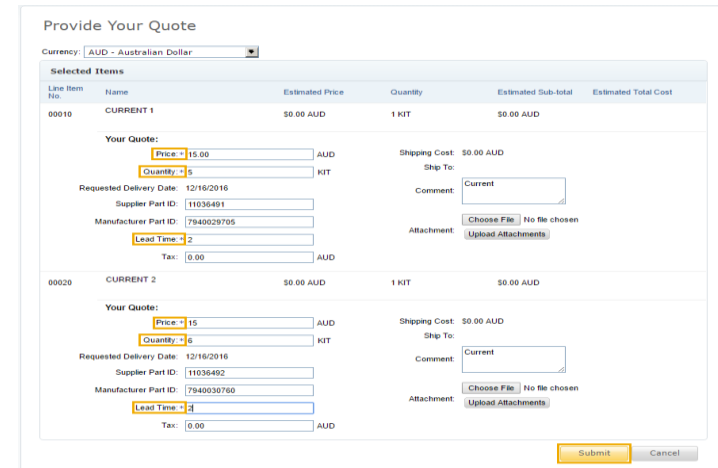 Provide Your Quote
Currency: AUD - Australian Dollar
Selected Items
Line Item No. Name Estimated Price Quantity Estimated Sub-total Estimated Total Cost
00010 CURRENT 1 $0.00 AUD 1 KIT $0.00 AUD
Your Quote:
Price: * 15.00 AUD Shipping Cost: $0.00 AUD
Quantity: * 5 KIT Ship To:
Requested Delivery Date: 12/16/2016 Comment: Current
Supplier Part ID: 11036491
Manufacturer Part ID: 7940029705 Choose File No file chosen
Lead Time: * 2 Attachment: Upload Attachments
Tax: 0.00 AUD
00020 CURRENT 2 $0.00 AUD 1 KIT $0.00 AUD
Your Quote:
Price: * 15 AUD Shipping Cost: $0.00 AUD
Quantity: * 6 KIT Ship To:
Requested Delivery Date: 12/16/2016 Comment: Current
Supplier Part ID: 11036492
Manufacturer Part ID: 7940030760 Choose File No file chosen
Lead Time: * 2 Attachment: Upload Attachments
Tax: 0.00 AUD
Submit Cancel